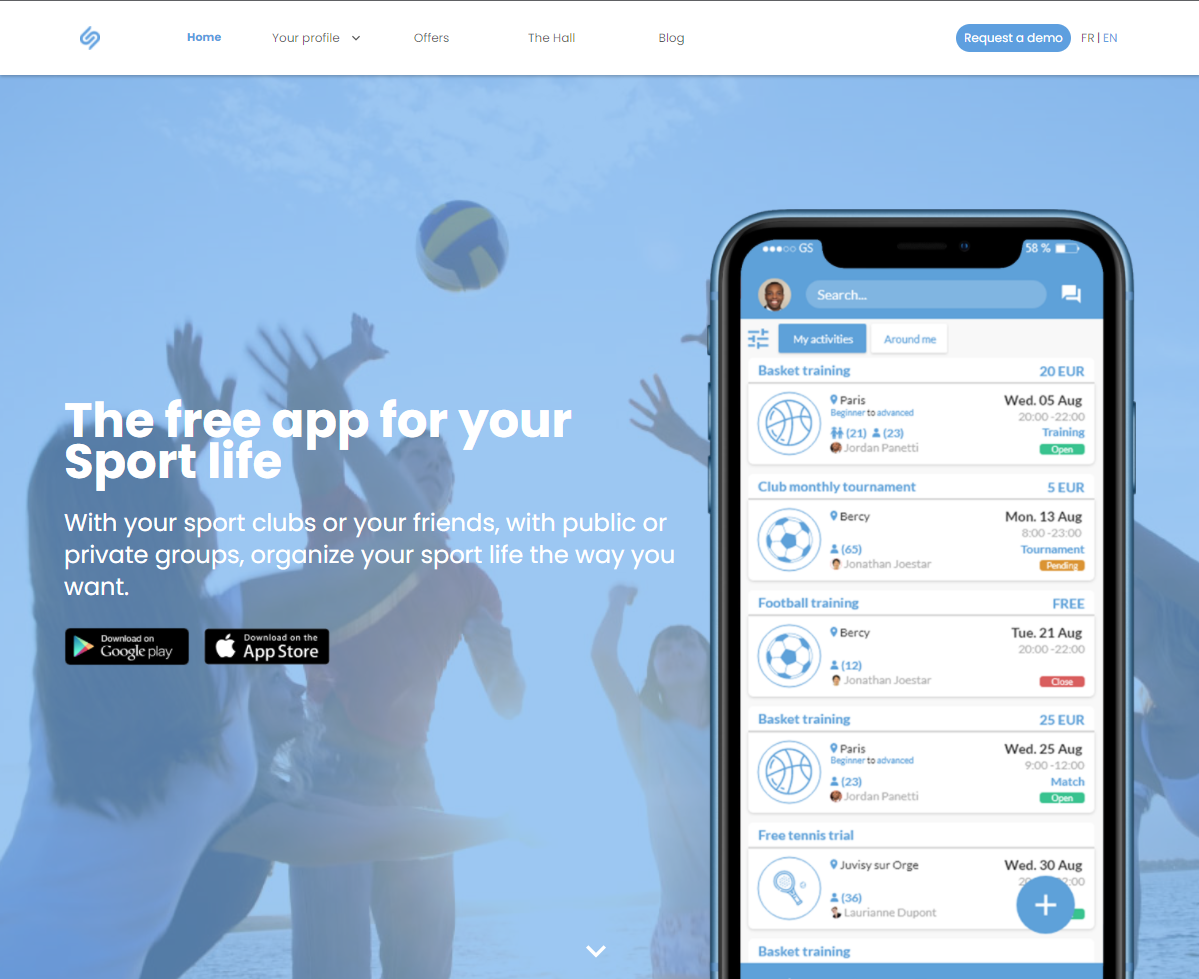 Home
Your profile
Offers
The Hall
Blog
Request a demo
FR | EN
The free app for your
Sport life
With your sport clubs or your friends, with public or
private groups, organize your sport life the way you
want.
Download on
Google play
Download on the
App Store
GS
58 %
Search...
My activities
Around me
Basket training
20 EUR
Paris
Wed. 05 Aug
Beginner to advanced
20:00 -22:00
(21) (23)
Training
Jordan Panetti
Open
Club monthly tournament
5 EUR
Bercy
Mon. 13 Aug
8:00 -23:00
(65)
Tournament
Jonathan Joestar
Pending
Football training
FREE
Bercy
Tue. 21 Aug
20:00 -22:00
(12)
Jonathan Joestar
Close
Basket training
25 EUR
Paris
Wed. 25 Aug
Beginner to advanced
9:00 -12:00
(23)
Match
Jordan Panetti
Open
Free tennis trial
Juvisy sur Orge
Wed. 30 Aug
(36)
Laurianne Dupont
Basket training